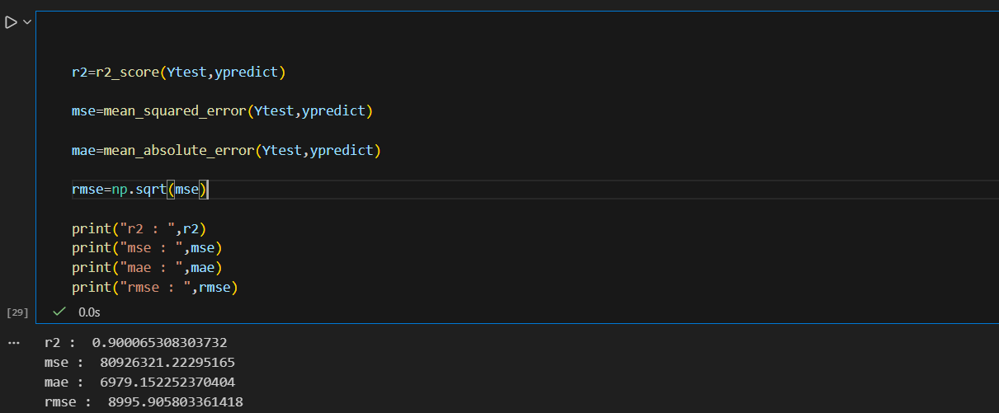 r2=r2_score(Ytest,ypredict)
mse=mean_squared_error(Ytest,ypredict)
mae=mean_absolute_error(Ytest,ypredict)
rmse=np.sqrt(mse)
print("r2 : ",r2)
print("mse : ",mse)
print("mae : ",mae)
print("rmse : ",rmse)
[29] 0.0s
r2 :  0.900065308303732
mse :  80926321.22295165
mae :  6979.152252370404
rmse :  8995.905803361418